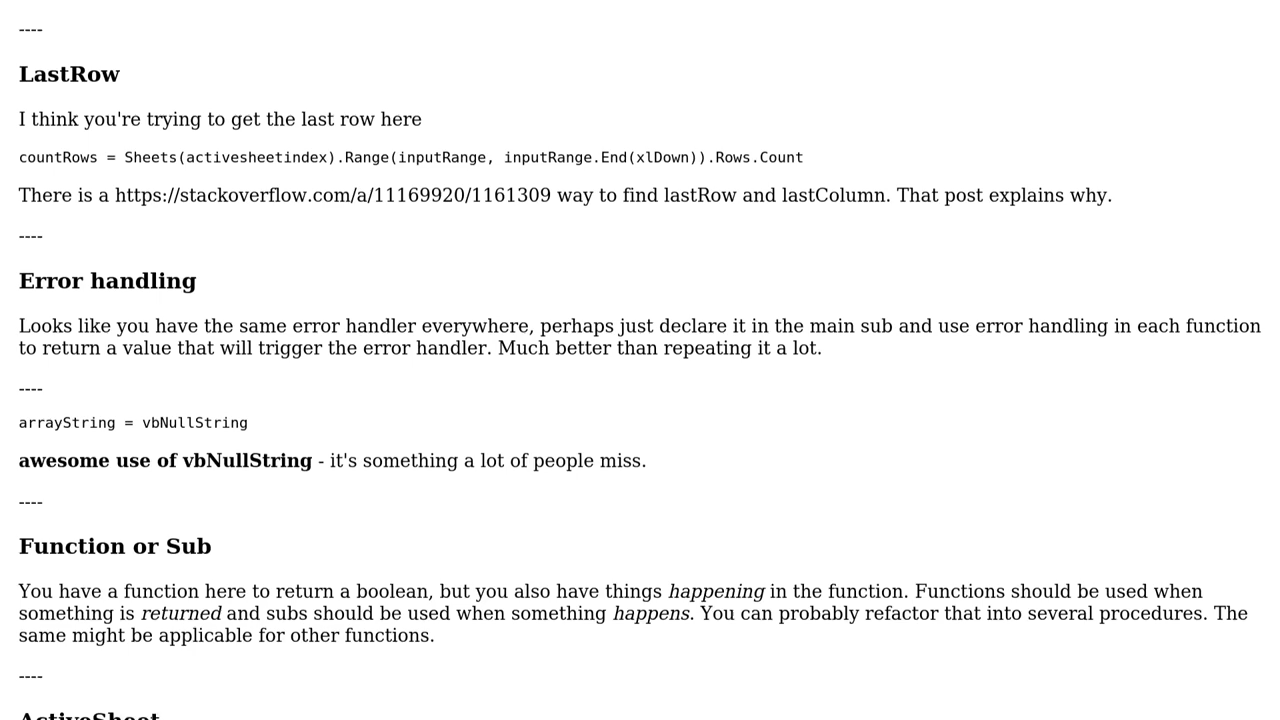 ----
LastRow
I think you're trying to get the last row here
countRows = Sheets(activesheetindex).Range(inputRange, inputRange.End(xlDown)).Rows.Count
There is a https://stackoverflow.com/a/11169920/1161309 way to find lastRow and lastColumn. That post explains why.
----
Error handling
Looks like you have the same error handler everywhere, perhaps just declare it in the main sub and use error handling in each function
to return a value that will trigger the error handler. Much better than repeating it a lot.
----
arrayString = vbNullString
awesome use of vbNullString - it's something a lot of people miss.
----
Function or Sub
You have a function here to return a boolean, but you also have things happening in the function. Functions should be used when
something is returned and subs should be used when something happens. You can probably refactor that into several procedures. The
same might be applicable for other functions.
----
ActiveSheet